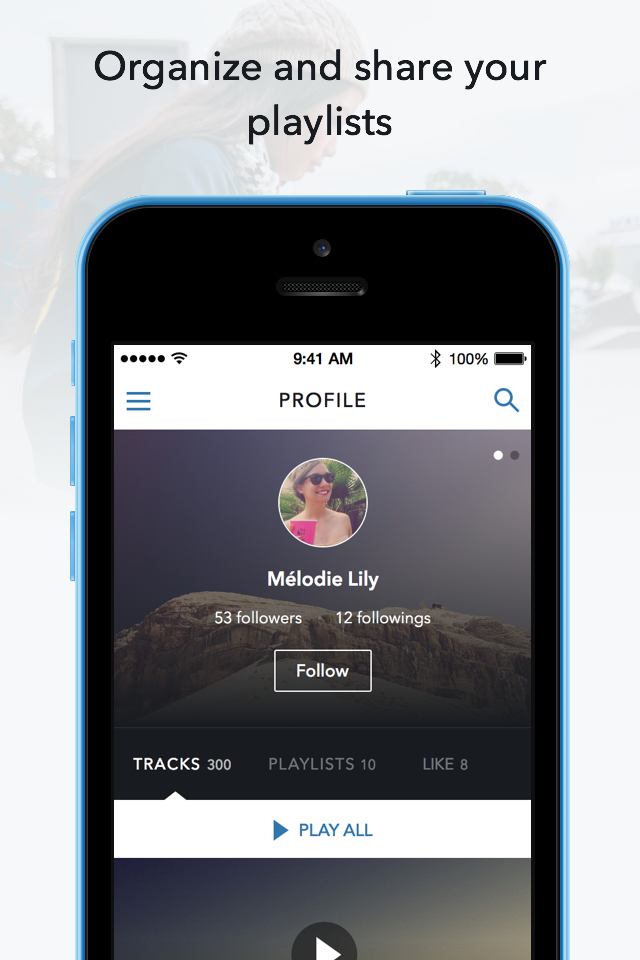 Organize and share your
playlists
9:41 AM 100%
PROFILE
Mélodie Lily
53 followers 12 followings
Follow
TRACKS 300 PLAYLISTS 10 LIKE 8
PLAY ALL